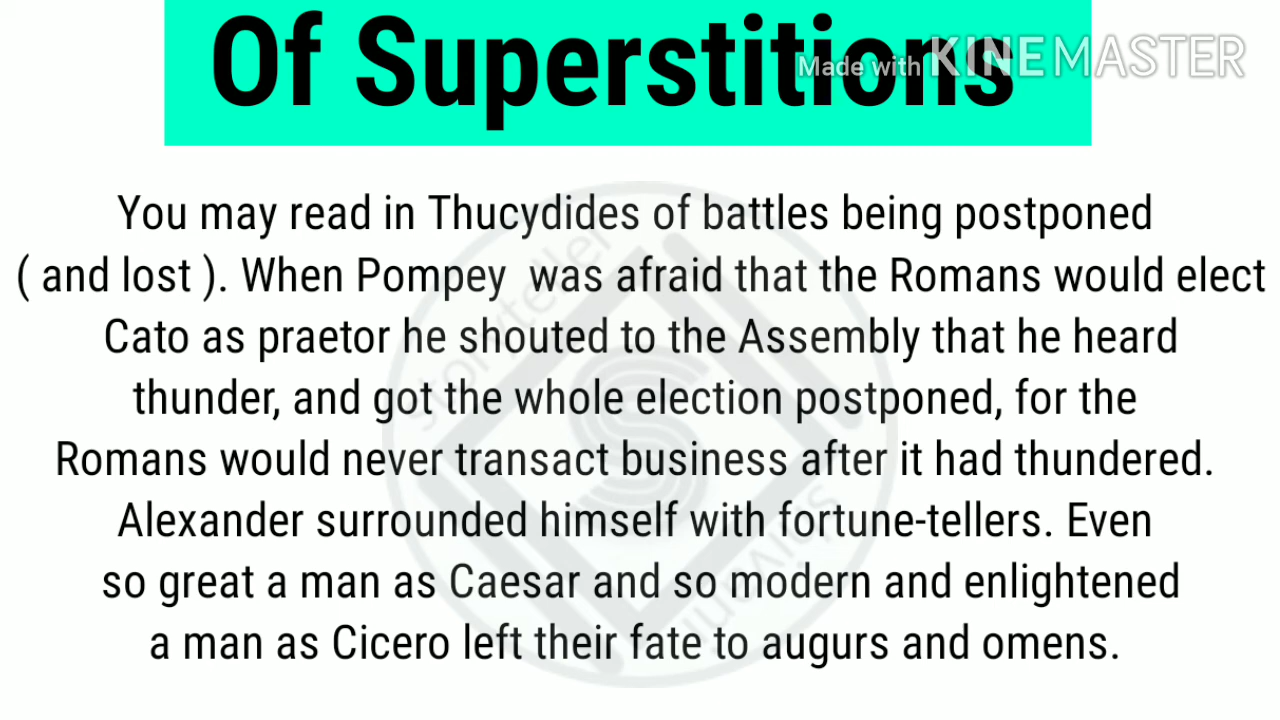 Of Superstitions
Made with KINEMASTER
You may read in Thucydides of battles being postponed
( and lost ). When Pompey  was afraid that the Romans would elect
Cato as praetor he shouted to the Assembly that he heard
thunder, and got the whole election postponed, for the
Romans would never transact business after it had thundered.
Alexander surrounded himself with fortune-tellers. Even
so great a man as Caesar and so modern and enlightened
a man as Cicero left their fate to augurs and omens.
Storyteller